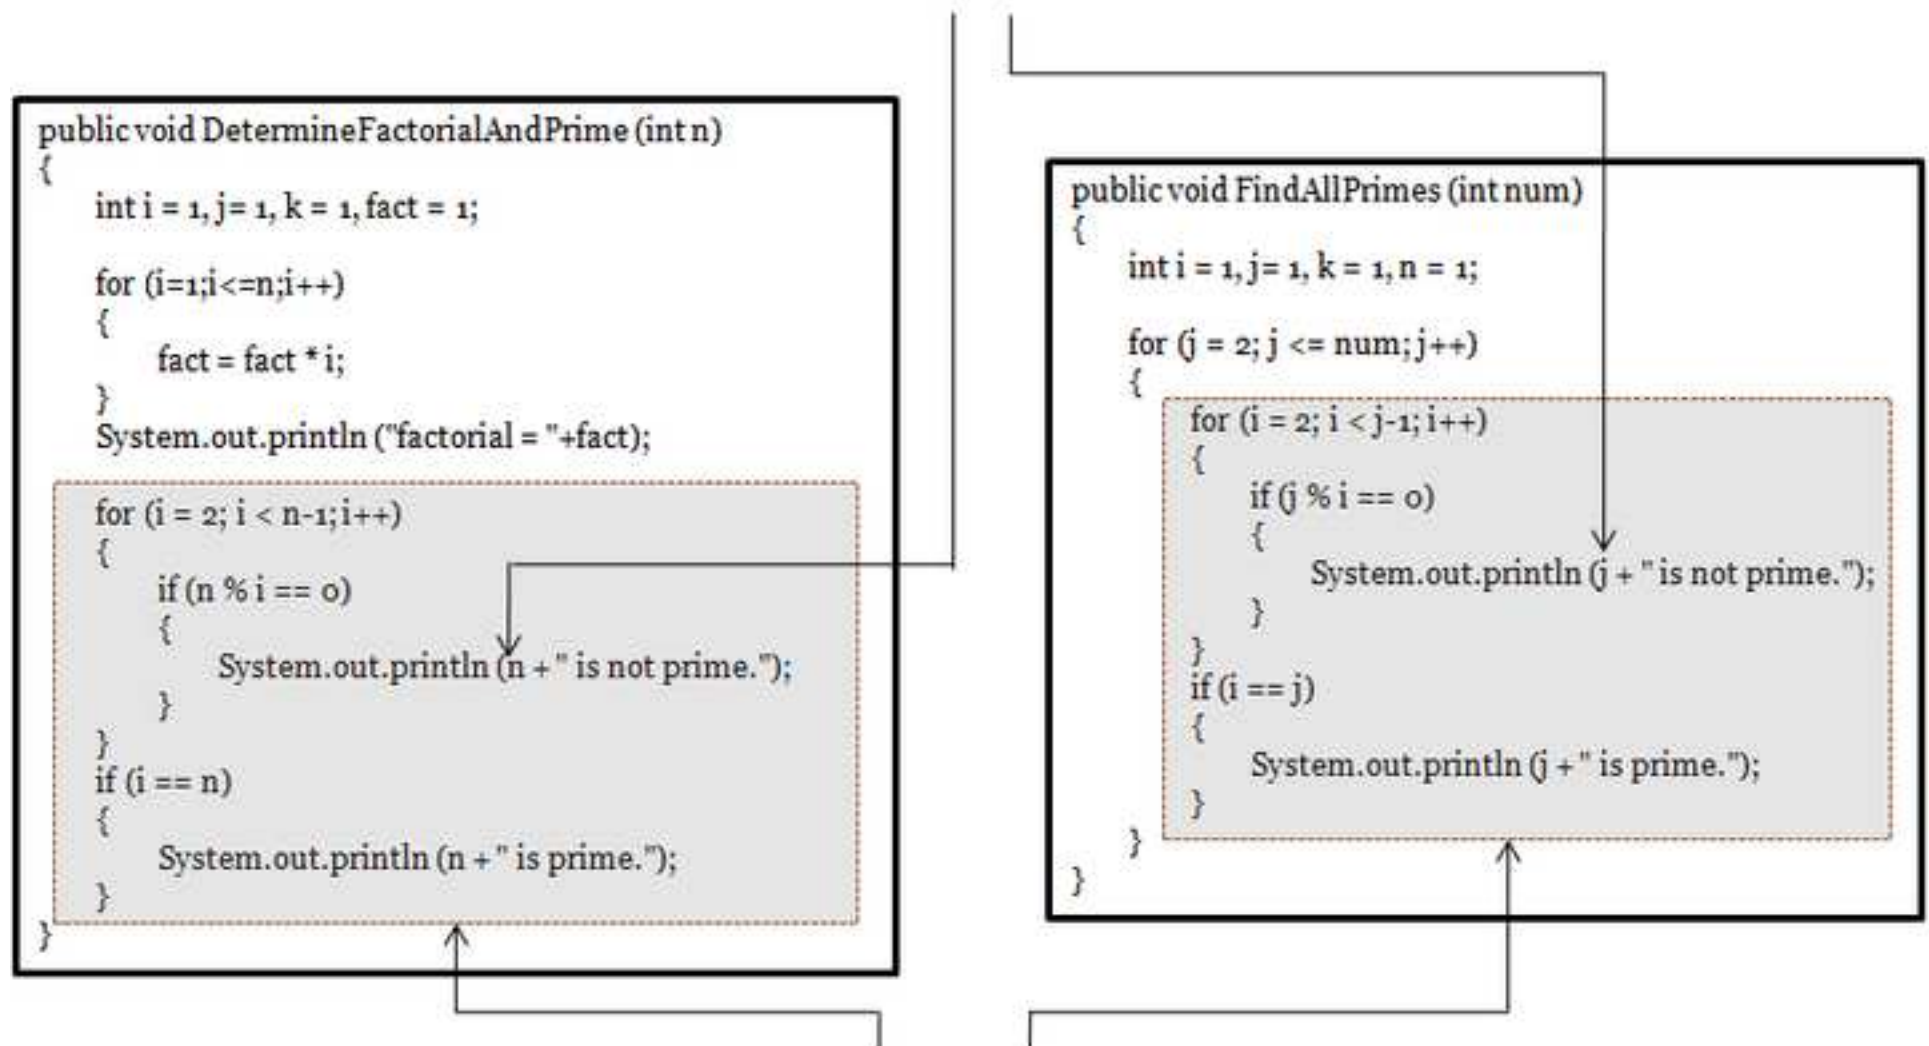 public void DetermineFactorialAndPrime (int n)
{
int i = 1, j= 1, k = 1, fact = 1;
for (i=1;i<=n;i++)
{
fact = fact * i;
}
System.out.println ("factorial = "+fact);
for (i = 2; i < n-1;i++)
{
if (n % i == 0)
{
System.out.println (n + " is not prime.");
}
}
if (i == n)
{
System.out.println (n + " is prime.");
}
}
public void FindAllPrimes (int num)
{
int i = 1, j= 1, k = 1, n = 1;
for (j = 2; j <= num; j++)
{
for (i = 2; i < j-1; i++)
{
if (j % i == 0)
{
System.out.println (j + " is not prime.");
}
}
if (i == j)
{
System.out.println (j + " is prime.");
}
}
}